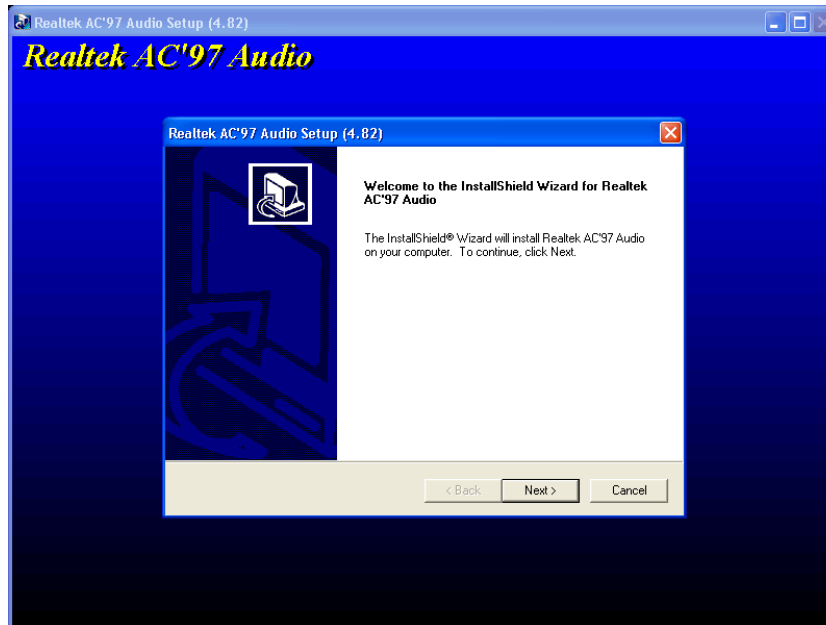 Realtek AC'97 Audio Setup (4.82)
Realtek AC'97 Audio
Realtek AC'97 Audio Setup (4.82)
Welcome to the InstallShield Wizard for Realtek
AC'97 Audio
The InstallShield® Wizard will install Realtek AC'97 Audio
on your computer. To continue, click Next.
< Back Next > Cancel